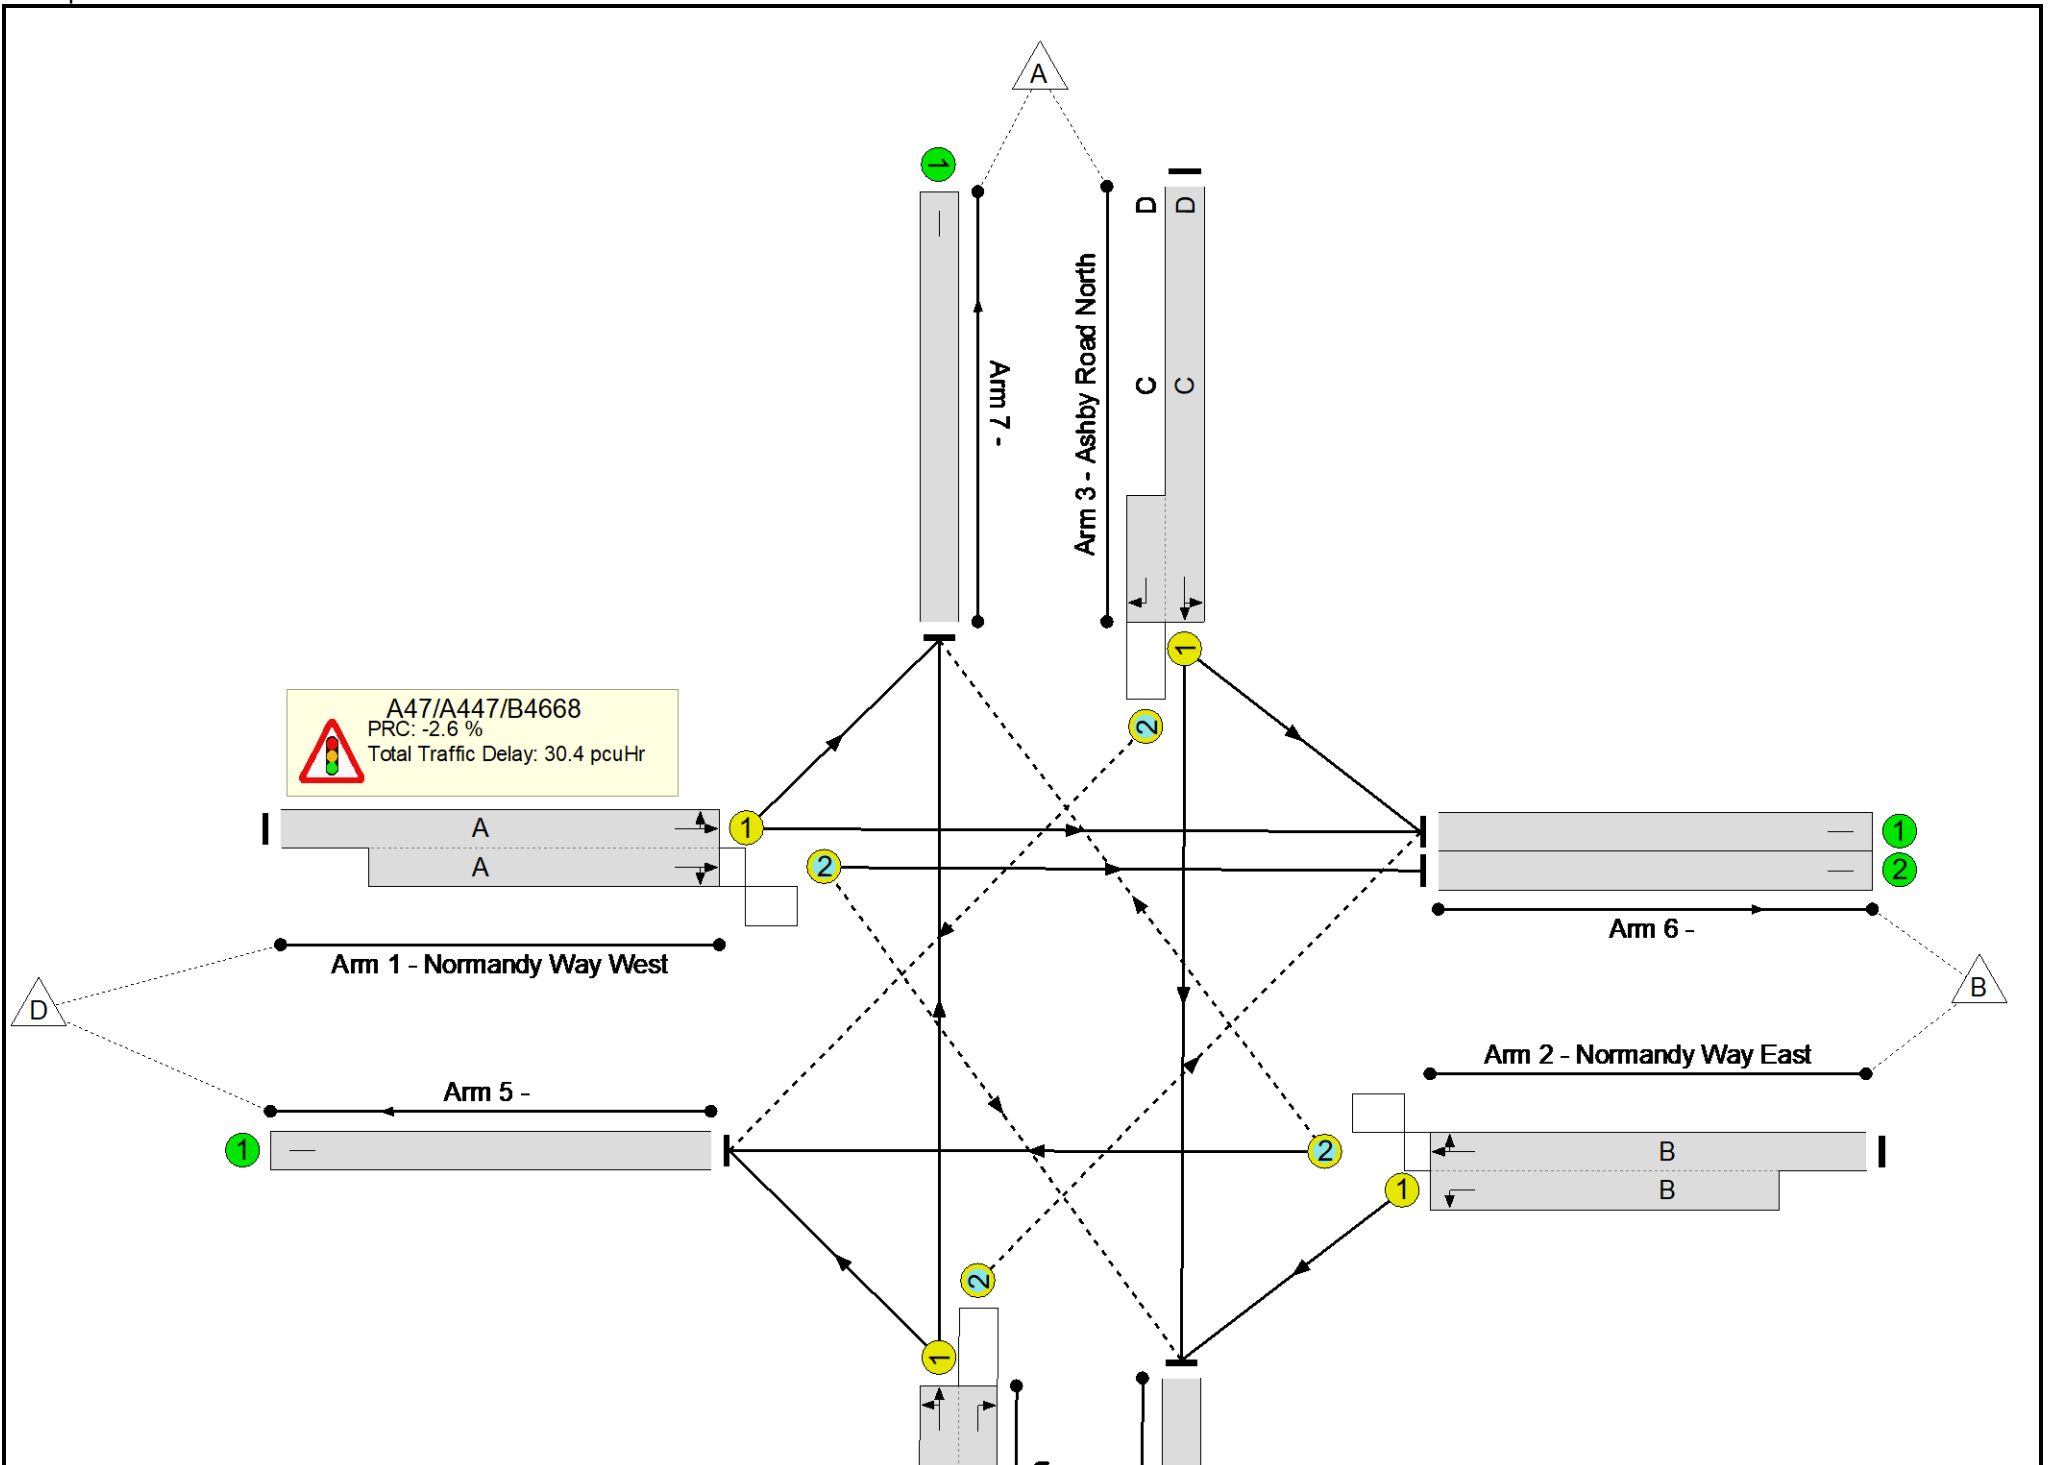 A
1
D
D
C
C
Arm 7 -
Arm 3 - Ashby Road North
1
2
A47/A447/B4668
PRC: -2.6 %
Total Traffic Delay: 30.4 pcuHr
A
1
A
2
1
2
Arm 6 -
Arm 1 - Normandy Way West
D
B
Arm 2 - Normandy Way East
Arm 5 -
1
2
B
1
B
2
1